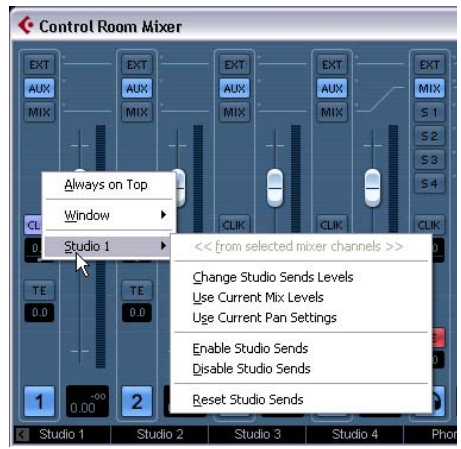 Control Room Mixer
EXT EXT EXT EXT EXT
AUX AUX AUX AUX MIX
MIX MIX MIX MIX S 1
S 2
S 3
S 4
Always on Top
Window
CLIK CLIK CLIK
Studio 1
<< from selected mixer channels >>
Change Studio Sends Levels
Use Current Mix Levels
Use Current Pan Settings
Enable Studio Sends
Disable Studio Sends
Reset Studio Sends
TE TE
0.0 0.0
1 0.00 -oo 2
Studio 1 Studio 2 Studio 3 Studio 4 Pho